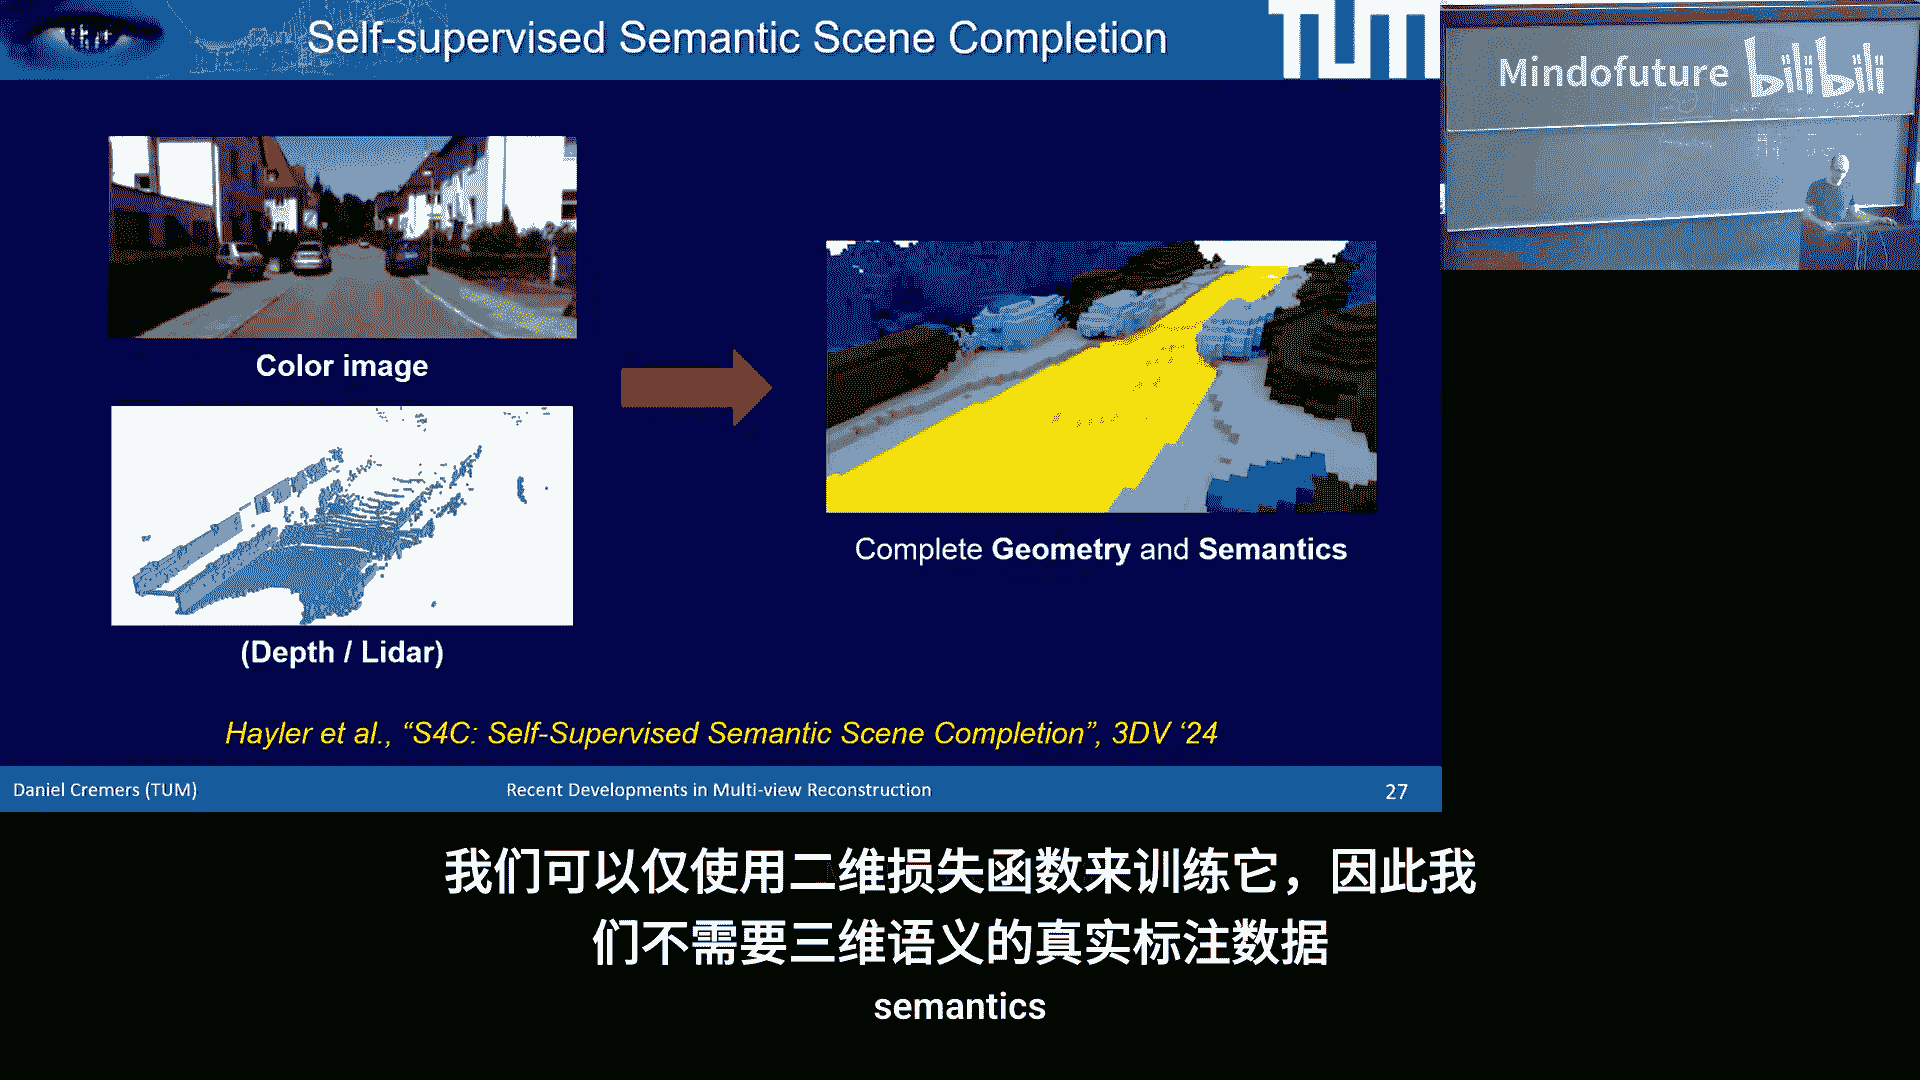 Self-supervised Semantic Scene Completion
TUM
Mindofuture bilibili
Color image
(Depth / Lidar)
Complete Geometry and Semantics
Hayler et al., “S4C: Self-Supervised Semantic Scene Completion”, 3DV ‘24
Daniel Cremers (TUM)
Recent Developments in Multi-view Reconstruction
27
我们可以仅使用二维损失函数来训练它，因此我
们不需要三维语义的真实标注数据
semantics